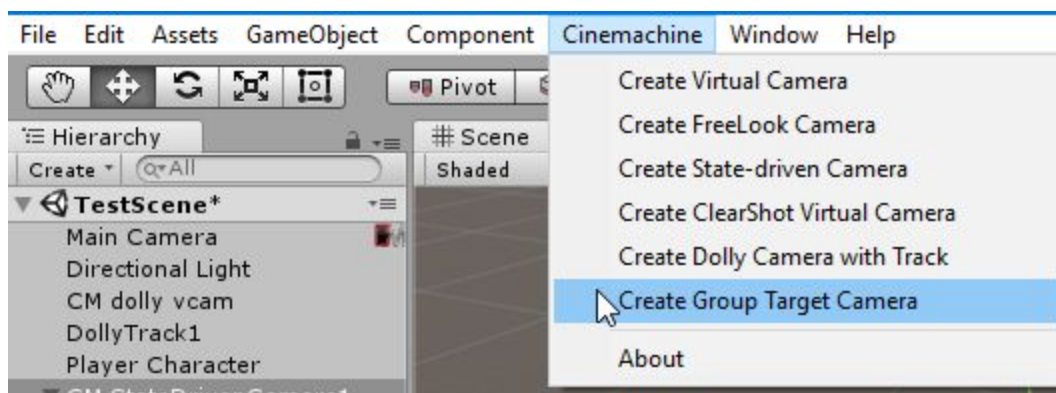 File Edit Assets GameObject Component Cinemachine Window Help
Pivot
Hierarchy
Scene
Create
All
Shaded
TestScene*
Main Camera
Directional Light
CM dolly vcam
DollyTrack1
Player Character
Create Virtual Camera
Create FreeLook Camera
Create State-driven Camera
Create ClearShot Virtual Camera
Create Dolly Camera with Track
Create Group Target Camera
About